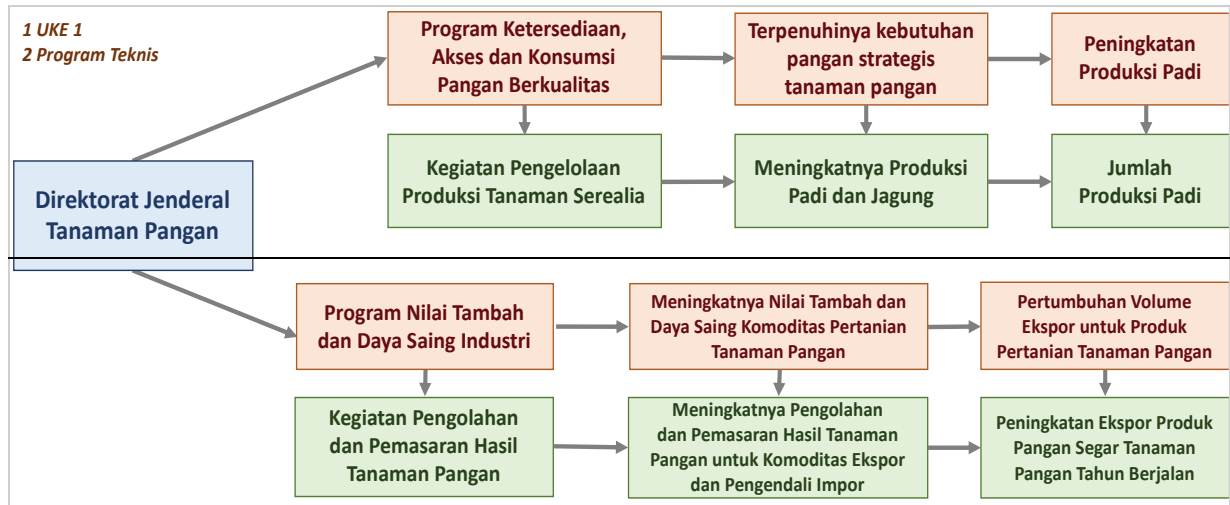 1 UKE 1
2 Program Teknis
Program Ketersediaan,
Akses dan Konsumsi
Pangan Berkualitas
Terpenuhinya kebutuhan
pangan strategis
tanaman pangan
Peningkatan
Produksi Padi
Kegiatan Pengelolaan
Produksi Tanaman Serealia
Meningkatnya Produksi
Padi dan Jagung
Jumlah
Produksi Padi
Direktorat Jenderal
Tanaman Pangan
Program Nilai Tambah
dan Daya Saing Industri
Meningkatnya Nilai Tambah dan
Daya Saing Komoditas Pertanian
Tanaman Pangan
Pertumbuhan Volume
Ekspor untuk Produk
Pertanian Tanaman Pangan
Kegiatan Pengolahan
dan Pemasaran Hasil
Tanaman Pangan
Meningkatnya Pengolahan
dan Pemasaran Hasil Tanaman
Pangan untuk Komoditas Ekspor
dan Pengendali Impor
Peningkatan Ekspor Produk
Pangan Segar Tanaman
Pangan Tahun Berjalan